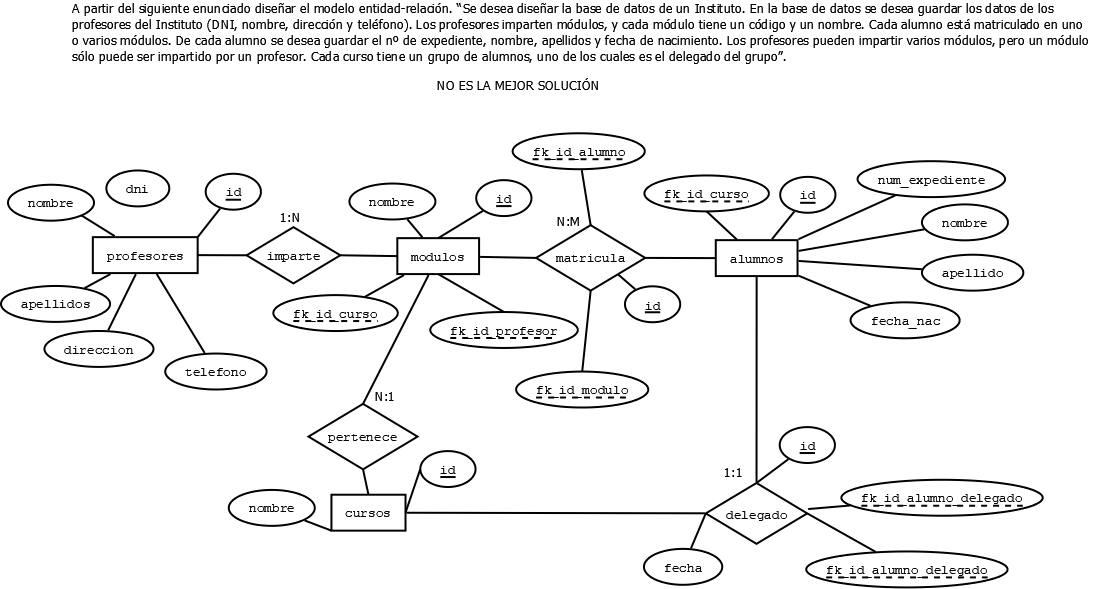 A partir del siguiente enunciado diseñar el modelo entidad-relación. "Se desea diseñar la base de datos de un Instituto. En la base de datos se desea guardar los datos de los
profesores del Instituto (DNI, nombre, dirección y teléfono). Los profesores imparten módulos, y cada módulo tiene un código y un nombre. Cada alumno está matriculado en uno
o varios módulos. De cada alumno se desea guardar el nº de expediente, nombre, apellidos y fecha de nacimiento. Los profesores pueden impartir varios módulos, pero un módulo
sólo puede ser impartido por un profesor. Cada curso tiene un grupo de alumnos, uno de los cuales es el delegado del grupo".
NO ES LA MEJOR SOLUCIÓN
fk_id_alumno
nombre
dni
id
nombre
id
fk_id_curso
id
num_expediente
nombre
1:N
N:M
profesores
imparte
modulos
matricula
alumnos
apellido
apellidos
fk_id_curso
fk_id_profesor
id
fecha_nac
direccion
telefono
fk_id_modulo
N:1
pertenece
id
id
1:1
nombre
cursos
delegado
fk_id_alumno_delegado
fecha
fk_id_alumno_delegado